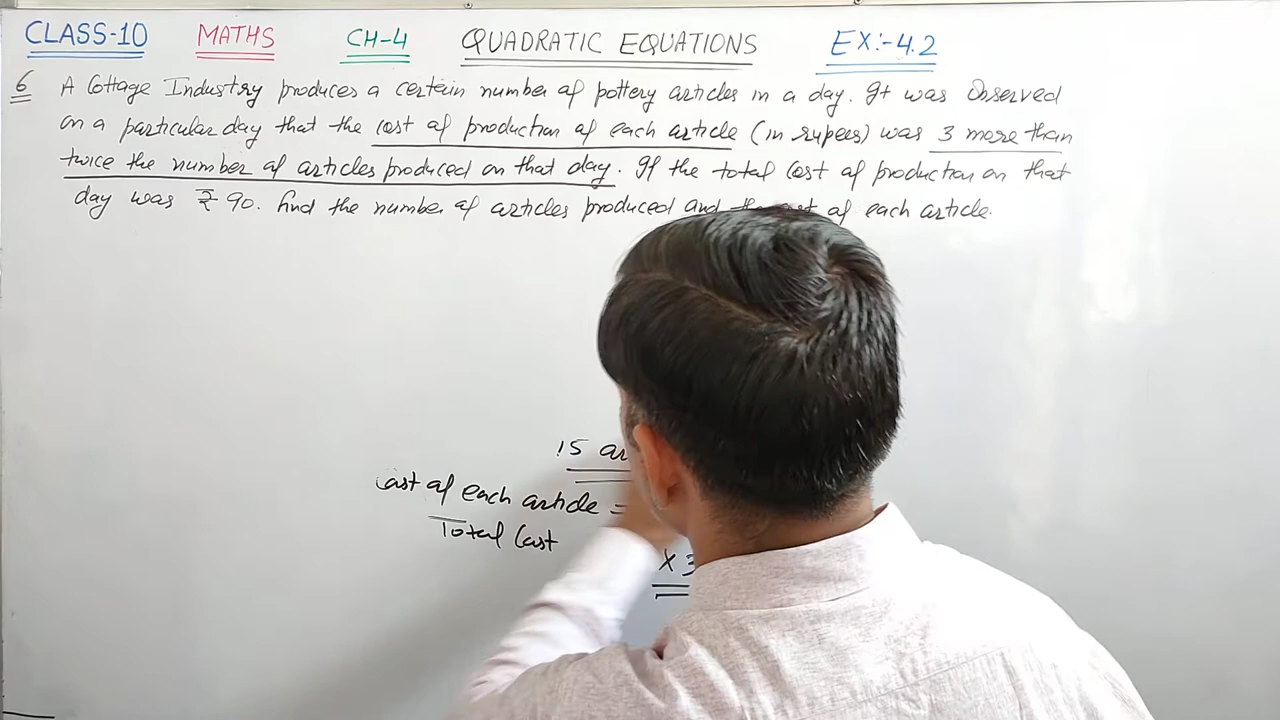 CLASS-10 MATHS CH-4 QUADRATIC EQUATIONS EX:-4.2
6 A Cottage Industry produces a certain number of pottery articles in a day. It was observed
on a particular day that the cost of production of each article (in rupees) was 3 more than
twice the number of articles produced on that day. If the total cost of production on that
day was ₹ 90. find the number of articles produced and the cost of each article.
15
Cost of each article =
Total Cost
x 3